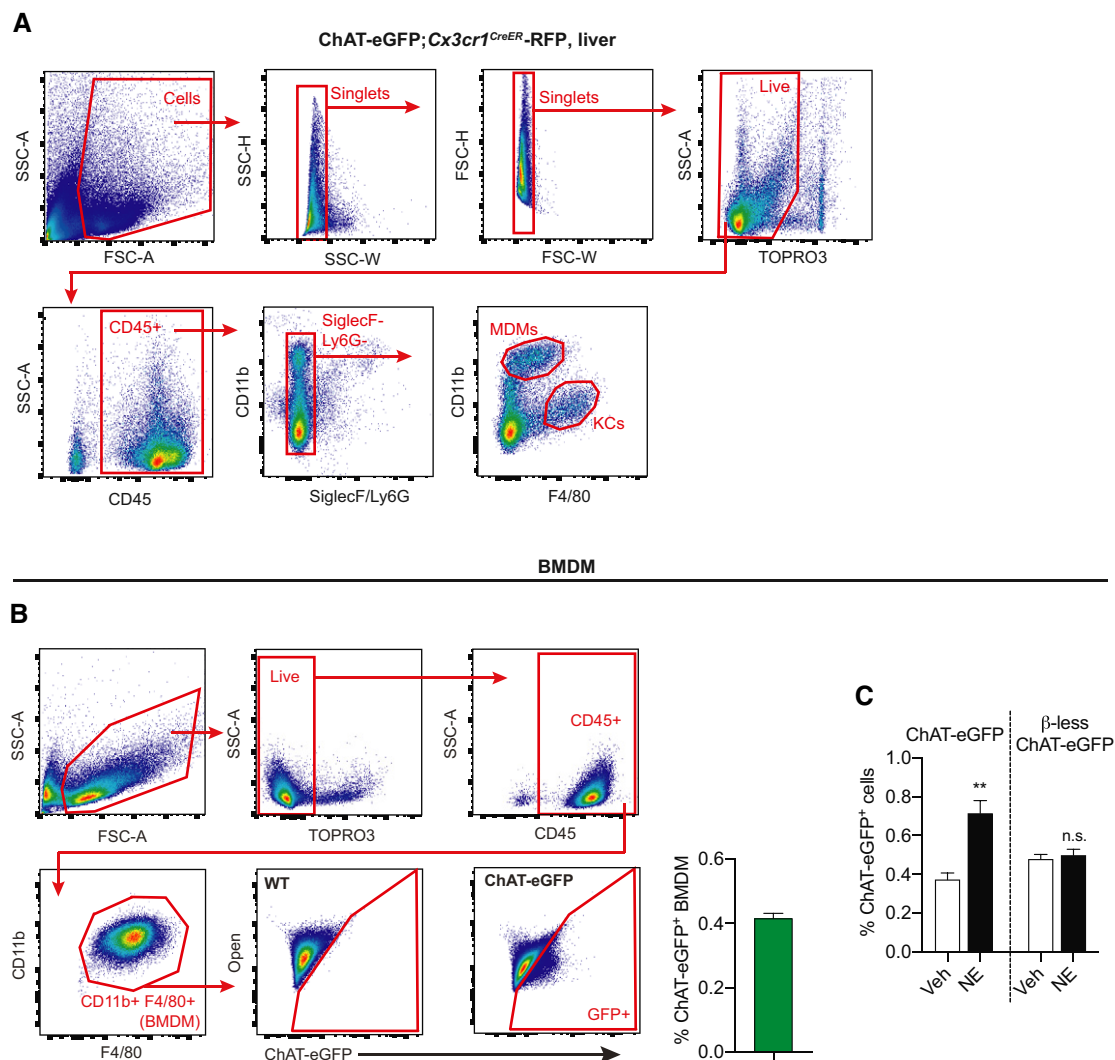 A
ChAT-eGFP;Cx3cr1CreER-RFP, liver
Cells
SSC-A
FSC-A
Singlets
SSC-H
SSC-W
Singlets
FSC-H
FSC-W
Live
SSC-A
TOPRO3
CD45+
SSC-A
CD45
SiglecF-
Ly6G-
CD11b
SiglecF/Ly6G
MDMs
KCs
CD11b
F4/80
BMDM
B
SSC-A
FSC-A
Live
SSC-A
TOPRO3
CD45+
SSC-A
CD45
CD11b
CD11b+ F4/80+
(BMDM)
F4/80
WT
Open
ChAT-eGFP
ChAT-eGFP
GFP+
% ChAT-eGFP+ BMDM
0.6
0.4
0.2
0.0
C
ChAT-eGFP
β-less
ChAT-eGFP
% ChAT-eGFP+ cells
1.0
0.8
0.6
0.4
0.2
0.0
**
n.s.
Veh
NE
Veh
NE